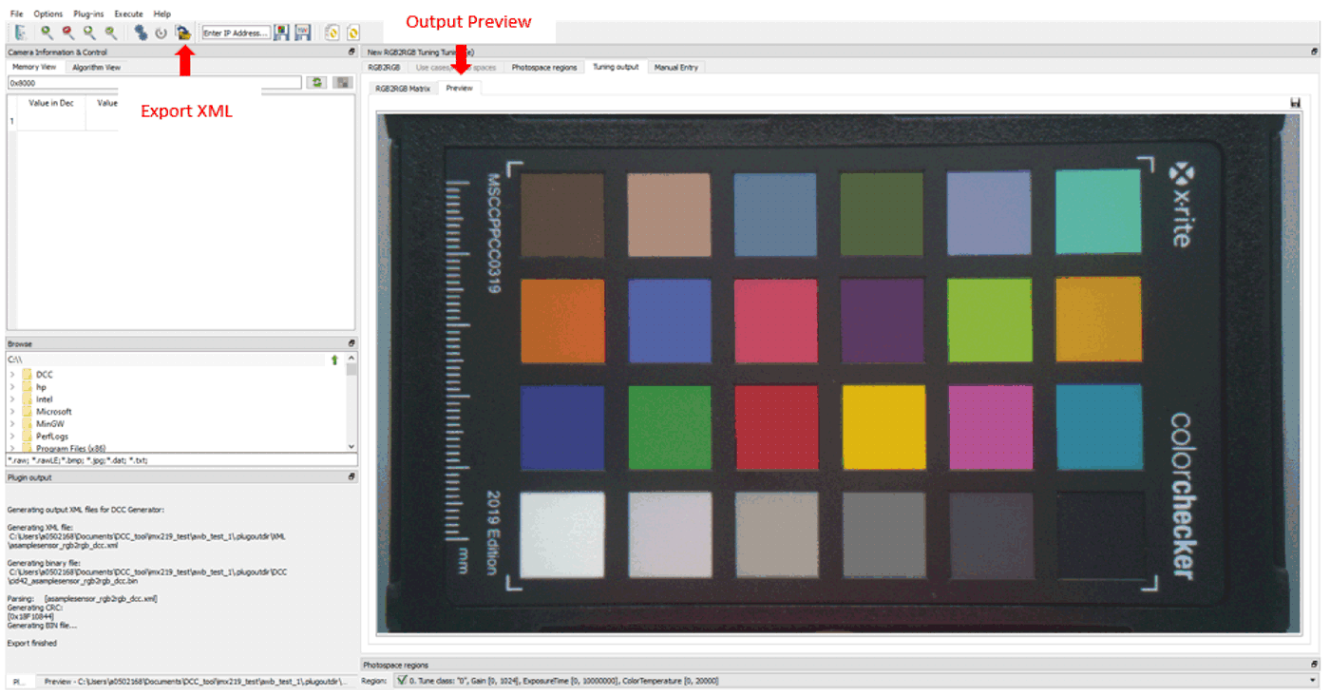 File Options Plug-ins Execute Help
Output Preview
Enter IP Address...
Camera Information & Control
New RGB2RGB Tuning
Memory View Algorithm View
RGB2RGB Use cases, spaces Photospace regions Tuning output Manual Entry
0x8000
RGB2RGB Matrix Preview
Value in Dec Value
Export XML
1
MSCCPPCC0319
x-rite
colorchecker
2019 Edition
mm
Browse
C:\\
DCC
hp
Intel
Microsoft
MinGW
PerfLogs
Program Files (x86)
*.raw; *.rawLE;*.bmp; *.jpg;*.dat; *.txt;
Plugin output
Generating output XML files for DCC Generator:
Generating XML file:
C:\Users\a0502168\Documents\DCC_tool\imx219_test\awb_test_1\.plugoutdir\XML
\asamplesensor_rgb2rgb_dcc.xml
Generating binary file:
C:\Users\a0502168\Documents\DCC_tool\imx219_test\awb_test_1\.plugoutdir\DCC
\cid42_asamplesensor_rgb2rgb_dcc.bin
Parsing: [asamplesensor_rgb2rgb_dcc.xml]
Generating CRC:
[0x18F10844]
Generating BIN file...
Export finished
Photospace regions
Pl... Preview - C:\Users\a0502168\Documents\DCC_tool\imx219_test\awb_test_1\.plugoutdir\...
Region: 0. Tune class: "0", Gain [0, 1024], ExposureTime [0, 10000000], ColorTemperature [0, 20000]